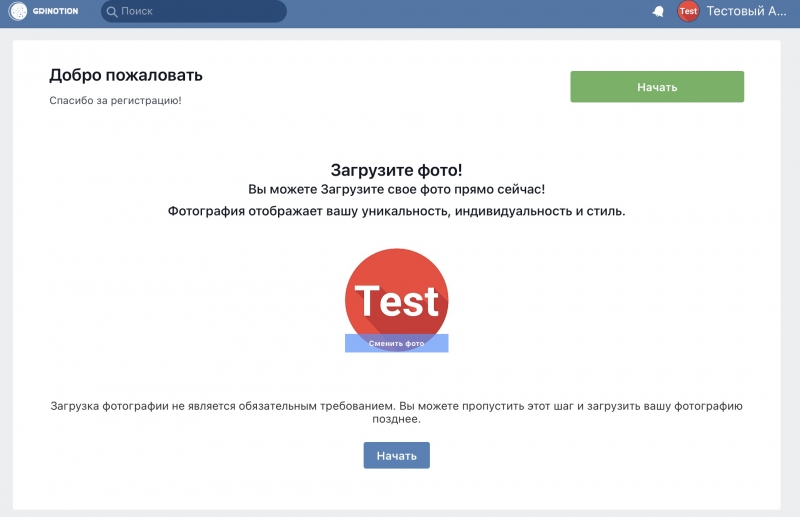 GRINOTION
Поиск
Test
Тестовый А...
Добро пожаловать
Спасибо за регистрацию!
Начать
Загрузите фото!
Вы можете Загрузите свое фото прямо сейчас!
Фотография отображает вашу уникальность, индивидуальность и стиль.
Test
Сменить фото
Загрузка фотографии не является обязательным требованием. Вы можете пропустить этот шаг и загрузить вашу фотографию
позднее.
Начать